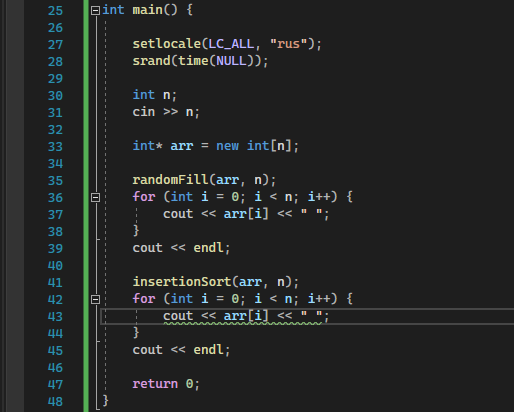 25 int main() {
26
27 setlocale(LC_ALL, "rus");
28 srand(time(NULL));
29
30 int n;
31 cin >> n;
32
33 int* arr = new int[n];
34
35 randomFill(arr, n);
36 for (int i = 0; i < n; i++) {
37 cout << arr[i] << " ";
38 }
39 cout << endl;
40
41 insertionSort(arr, n);
42 for (int i = 0; i < n; i++) {
43 cout << arr[i] << " ";
44 }
45 cout << endl;
46
47 return 0;
48 }